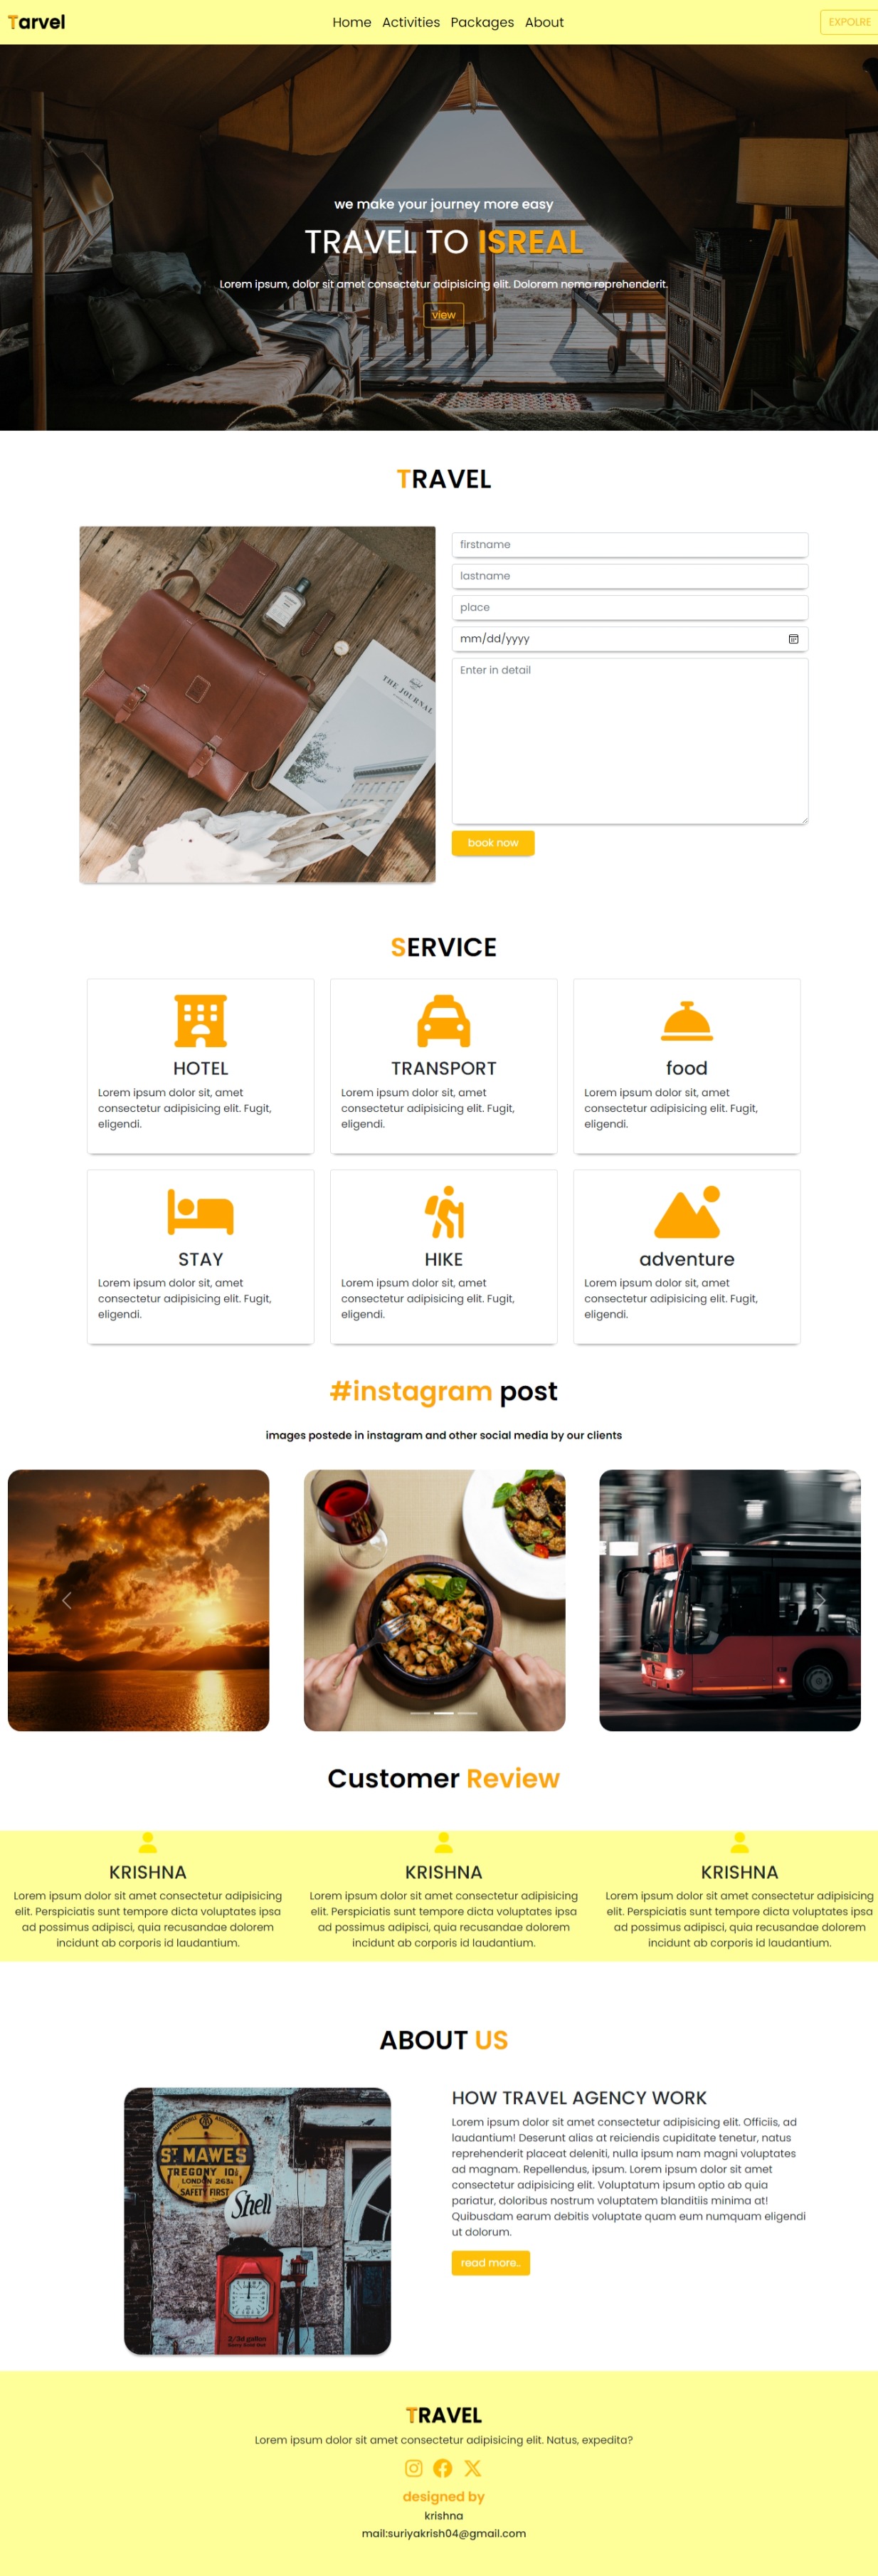 Tarvel
Home Activities Packages About
EXPOLRE
we make your journey more easy
TRAVEL TO ISREAL
Lorem ipsum, dolor sit amet consectetur adipisicing elit. Dolorem nemo reprehenderit.
view
TRAVEL
THE JOURNAL
firstname
lastname
place
mm/dd/yyyy
Enter in detail
book now
SERVICE
HOTEL
Lorem ipsum dolor sit, amet
consectetur adipisicing elit. Fugit,
eligendi.
TRANSPORT
Lorem ipsum dolor sit, amet
consectetur adipisicing elit. Fugit,
eligendi.
food
Lorem ipsum dolor sit, amet
consectetur adipisicing elit. Fugit,
eligendi.
STAY
Lorem ipsum dolor sit, amet
consectetur adipisicing elit. Fugit,
eligendi.
HIKE
Lorem ipsum dolor sit, amet
consectetur adipisicing elit. Fugit,
eligendi.
adventure
Lorem ipsum dolor sit, amet
consectetur adipisicing elit. Fugit,
eligendi.
#instagram post
images postede in instagram and other social media by our clients
Customer Review
KRISHNA
Lorem ipsum dolor sit amet consectetur adipisicing
elit. Perspiciatis sunt tempore dicta voluptates ipsa
ad possimus adipisci, quia recusandae dolorem
incidunt ab corporis id laudantium.
KRISHNA
Lorem ipsum dolor sit amet consectetur adipisicing
elit. Perspiciatis sunt tempore dicta voluptates ipsa
ad possimus adipisci, quia recusandae dolorem
incidunt ab corporis id laudantium.
KRISHNA
Lorem ipsum dolor sit amet consectetur adipisicing
elit. Perspiciatis sunt tempore dicta voluptates ipsa
ad possimus adipisci, quia recusandae dolorem
incidunt ab corporis id laudantium.
ABOUT US
ST MAWES
TREGONY 10¼
LONDON 263¼
SAFETY FIRST
Shell
2/3d gallon
HOW TRAVEL AGENCY WORK
Lorem ipsum dolor sit amet consectetur adipisicing elit. Officiis, ad
laudantium! Deserunt alias at reiciendis cupiditate tenetur, natus
reprehenderit placeat deleniti, nulla ipsum nam magni voluptates
ad magnam. Repellendus, ipsum. Lorem ipsum dolor sit amet
consectetur adipisicing elit. Voluptatum ipsum optio ab quia
pariatur, doloribus nostrum voluptatem blanditiis minima at!
Quibusdam earum debitis voluptate quam eum numquam eligendi
ut dolorum.
read more..
TRAVEL
Lorem ipsum dolor sit amet consectetur adipisicing elit. Natus, expedita?
designed by
krishna
mail:suriyakrish04@gmail.com